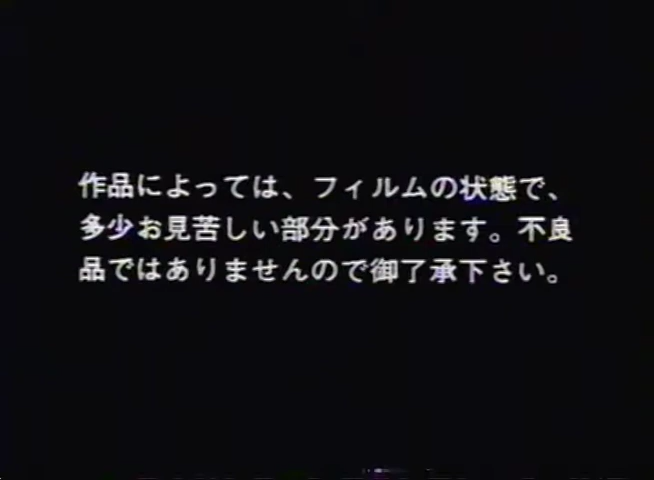 作品によっては、フィルムの状態で、
多少お見苦しい部分があります。不良
品ではありませんので御了承下さい。